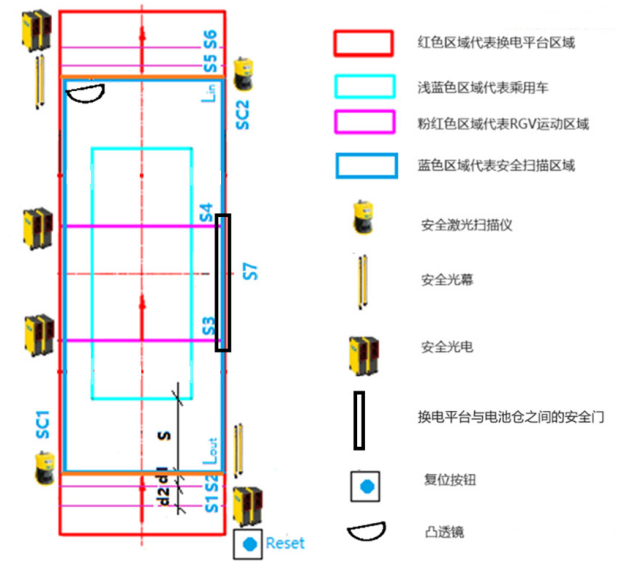 S6
S5
Lin
SC2
S4
S7
S3
SC1
S
Lout
d1
d2
S2
S1
Reset
红色区域代表换电平台区域
浅蓝色区域代表乘用车
粉红色区域代表RGV运动区域
蓝色区域代表安全扫描区域
安全激光扫描仪
安全光幕
安全光电
换电平台与电池仓之间的安全门
复位按钮
凸透镜